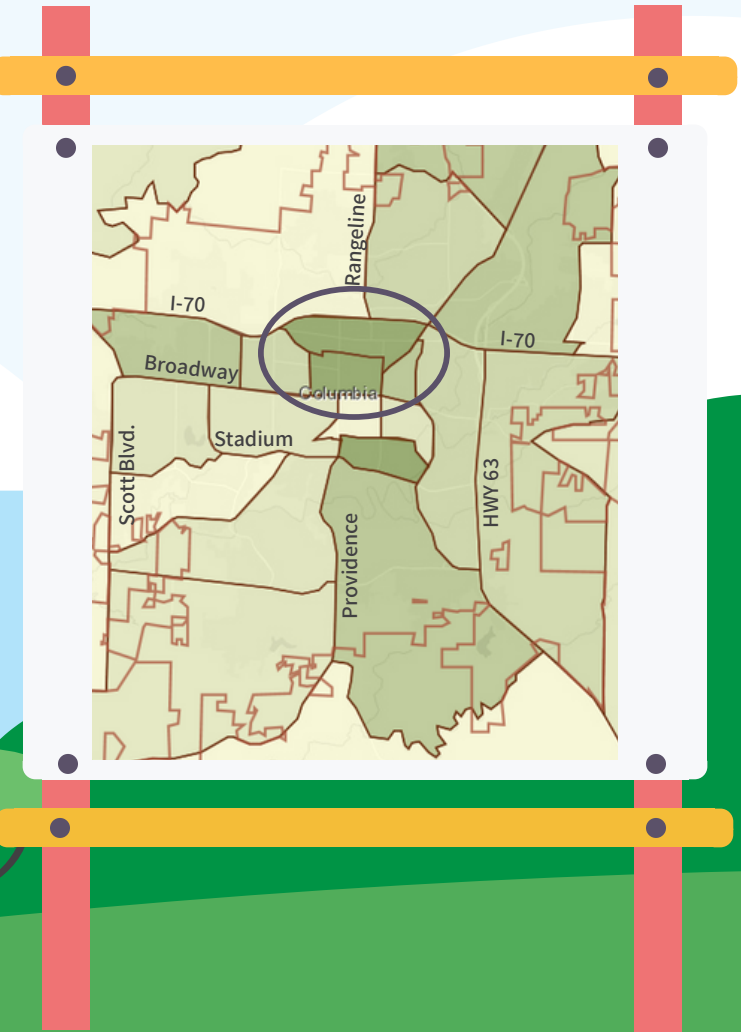 Rangeline
I-70
I-70
Broadway
Columbia
Stadium
Scott Blvd.
HWY 63
Providence